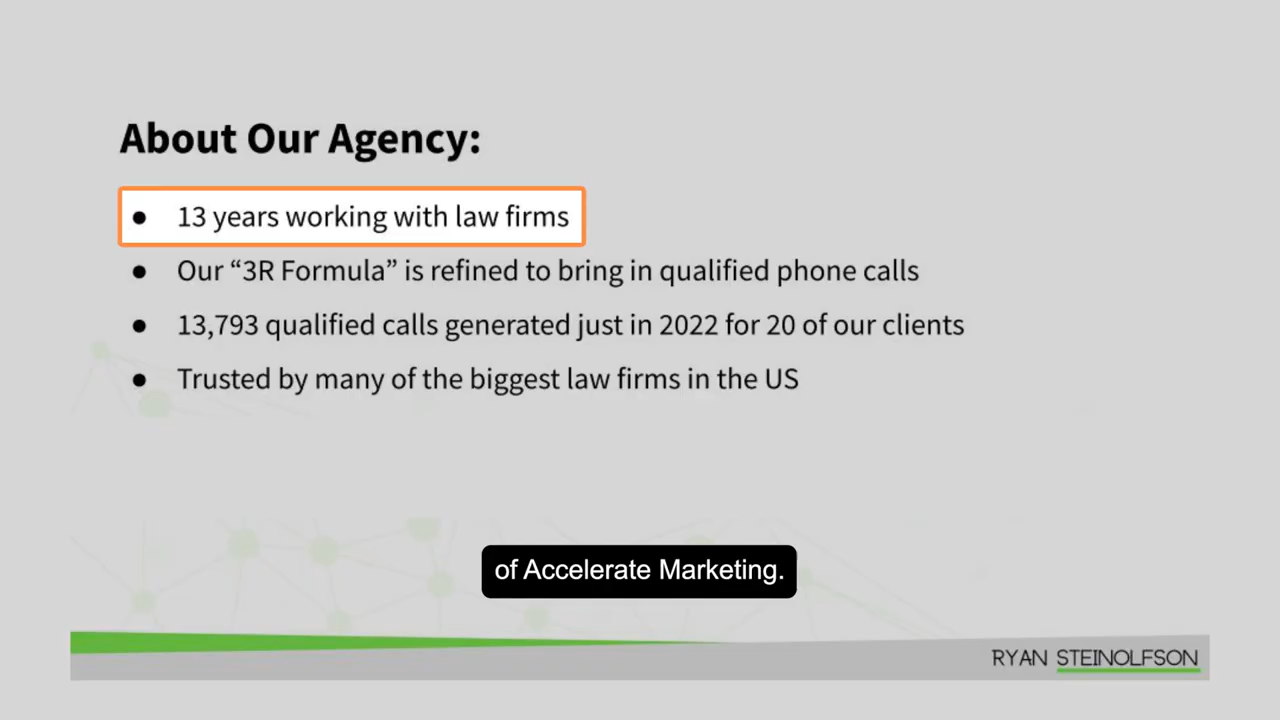 About Our Agency:
● 13 years working with law firms
● Our “3R Formula” is refined to bring in qualified phone calls
● 13,793 qualified calls generated just in 2022 for 20 of our clients
● Trusted by many of the biggest law firms in the US
of Accelerate Marketing.
RYAN STEINOLFSON